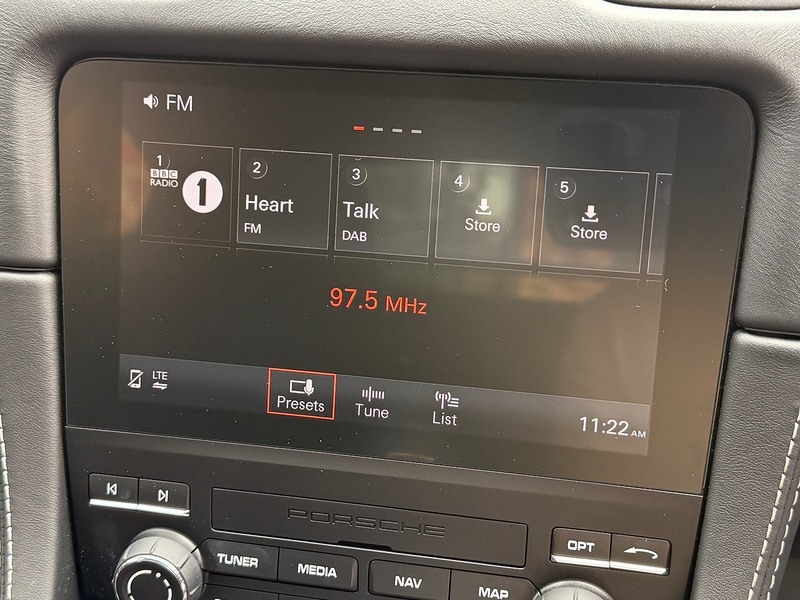 FM
1
BBC
RADIO
1
2
Heart
FM
3
Talk
DAB
4
Store
5
Store
97.5 MHz
LTE
Presets
Tune
List
11:22 AM
PORSCHE
TUNER
MEDIA
NAV
MAP
OPT